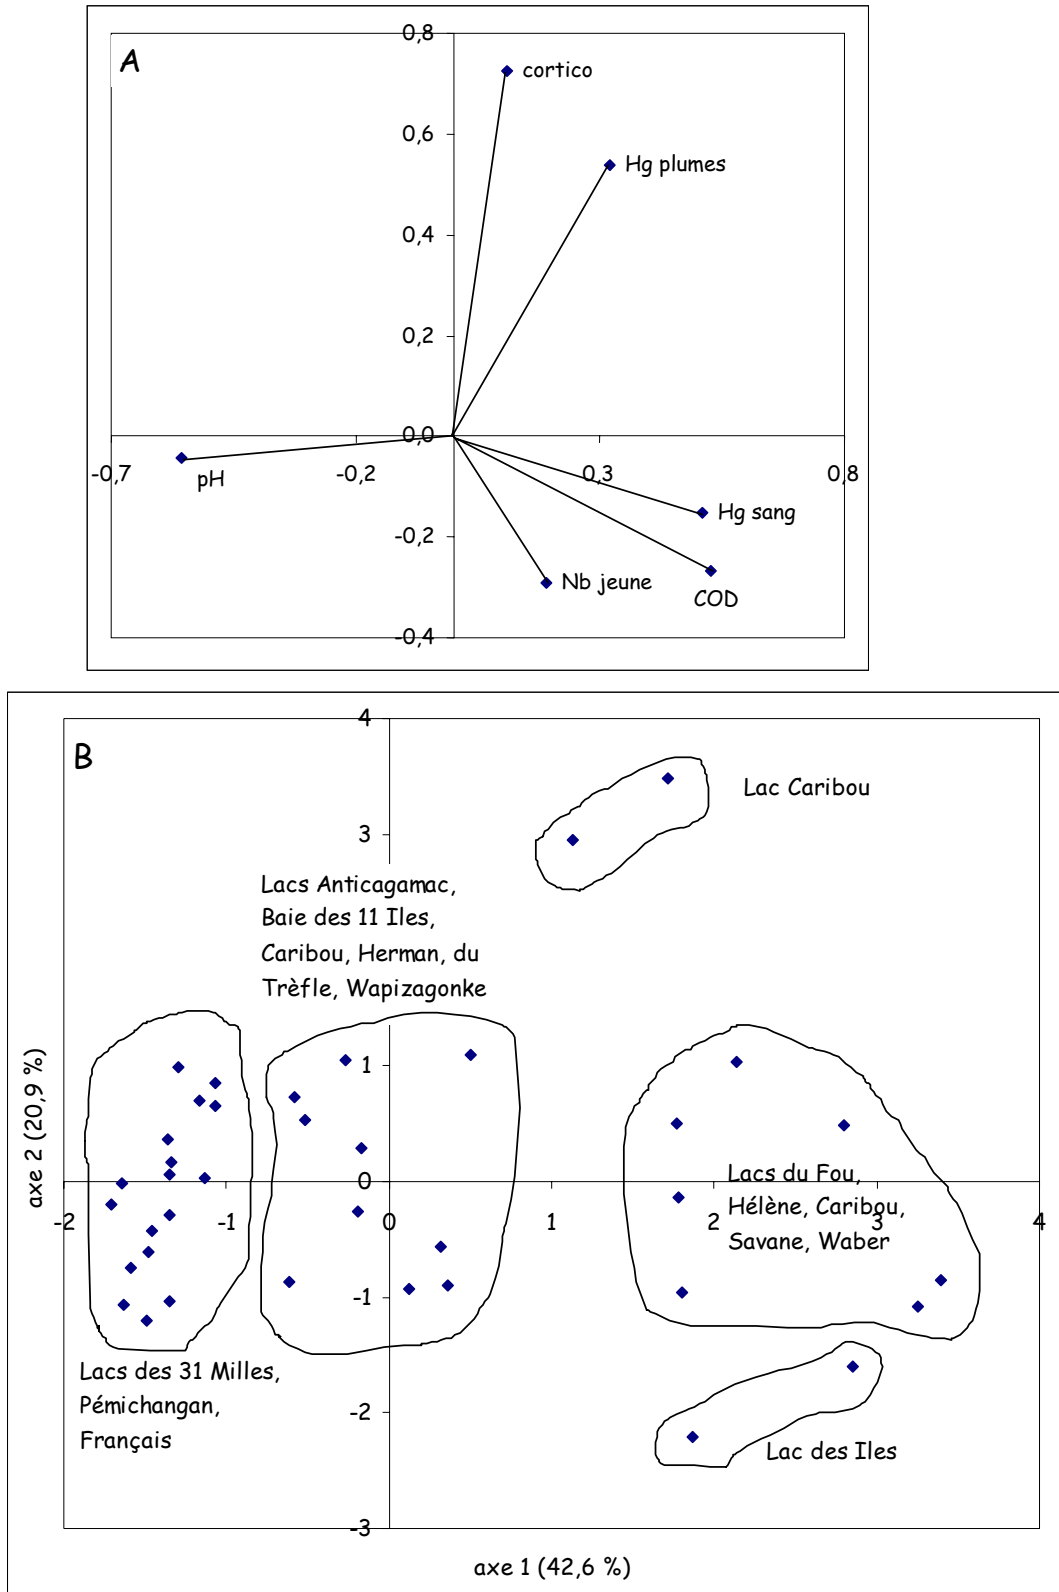 A
0,8
cortico
0,6
Hg plumes
0,4
0,2
0,0
-0,7
-0,2
0,3
0,8
pH
Hg sang
-0,2
Nb jeune
COD
-0,4
B
4
Lac Caribou
3
Lacs Anticagamac,
Baie des 11 Iles,
Caribou, Herman, du
Trèfle, Wapizagonke
1
axe 2 (20,9 %)
0
Lacs du Fou,
-2
-1
0
1
2
3
4
Hélène, Caribou,
Savane, Waber
-1
Lacs des 31 Milles,
Pémichangan,
Français
-2
Lac des Iles
-3
axe 1 (42,6 %)